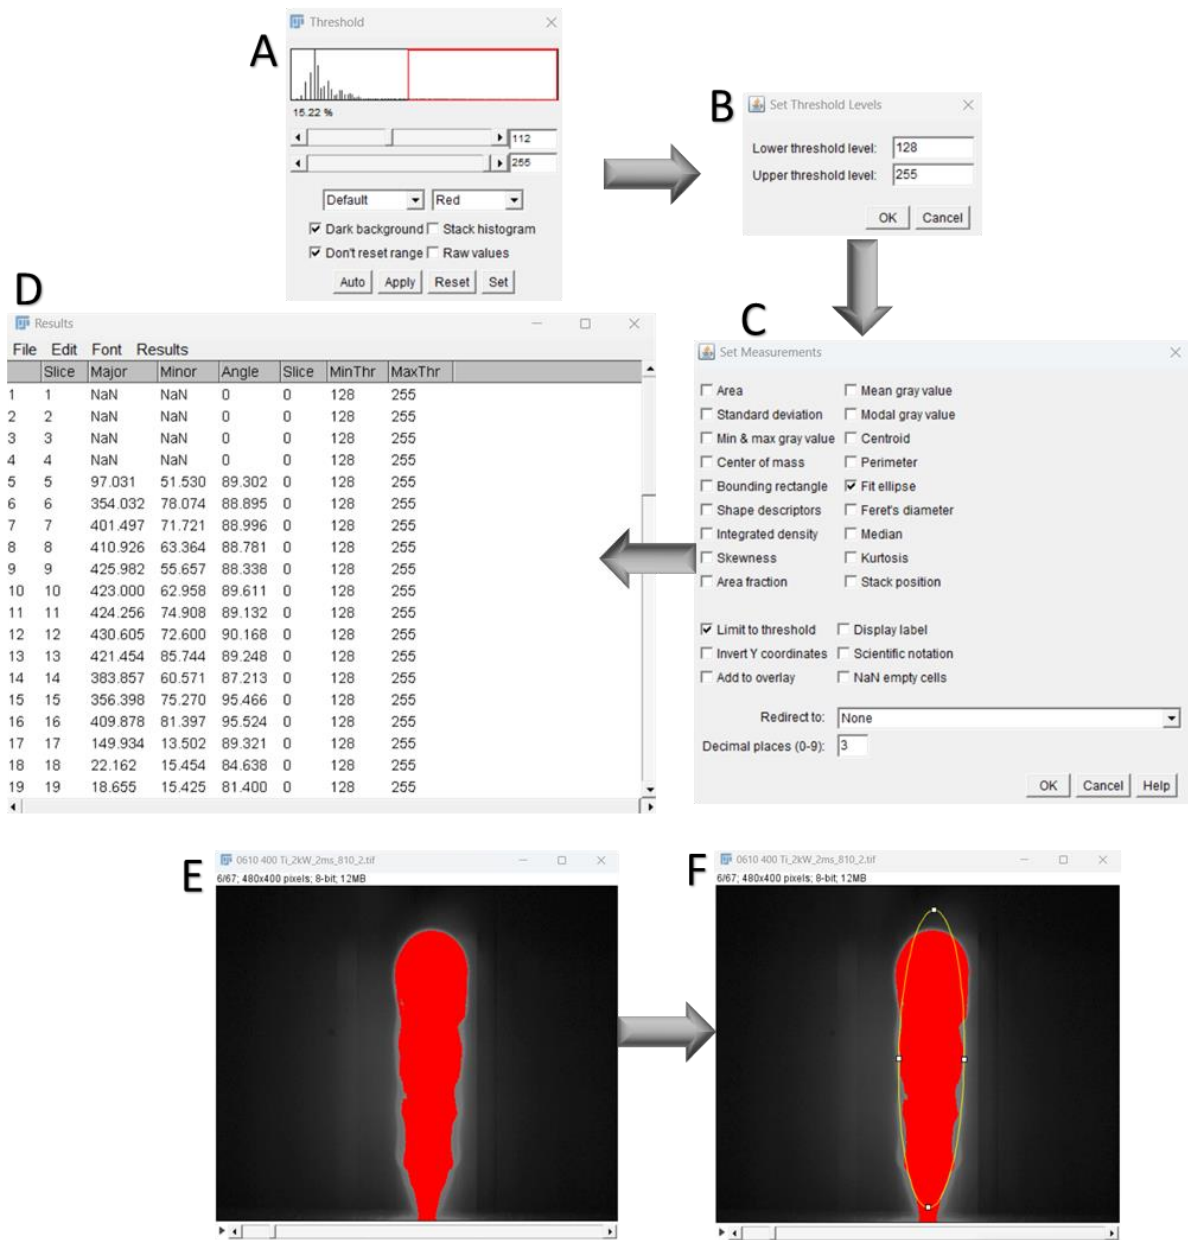 A
Threshold
15.22 %
112
255
Default Red
Dark background Stack histogram
Don't reset range Raw values
Auto Apply Reset Set
B
Set Threshold Levels
Lower threshold level: 128
Upper threshold level: 255
OK Cancel
C
Set Measurements
Area Mean gray value
Standard deviation Modal gray value
Min & max gray value Centroid
Center of mass Perimeter
Bounding rectangle Fit ellipse
Shape descriptors Feret's diameter
Integrated density Median
Skewness Kurtosis
Area fraction Stack position
Limit to threshold Display label
Invert Y coordinates Scientific notation
Add to overlay NaN empty cells
Redirect to: None
Decimal places (0-9): 3
OK Cancel Help
D
Results
File Edit Font Results
Slice Major Minor Angle Slice MinThr MaxThr
1 1 NaN NaN 0 0 128 255
2 2 NaN NaN 0 0 128 255
3 3 NaN NaN 0 0 128 255
4 4 NaN NaN 0 0 128 255
5 5 97.031 51.530 89.302 0 128 255
6 6 354.032 78.074 88.895 0 128 255
7 7 401.497 71.721 88.996 0 128 255
8 8 410.926 63.364 88.781 0 128 255
9 9 425.982 55.657 88.338 0 128 255
10 10 423.000 62.958 89.611 0 128 255
11 11 424.256 74.908 89.132 0 128 255
12 12 430.605 72.600 90.168 0 128 255
13 13 421.454 85.744 89.248 0 128 255
14 14 383.857 60.571 87.213 0 128 255
15 15 356.398 75.270 95.466 0 128 255
16 16 409.878 81.397 95.524 0 128 255
17 17 149.934 13.502 89.321 0 128 255
18 18 22.162 15.454 84.638 0 128 255
19 19 18.655 15.425 81.400 0 128 255
E
0610 400 Ti_2kW_2ms_810_2.tif
6/67; 480x400 pixels; 8-bit; 12MB
F
0610 400 Ti_2kW_2ms_810_2.tif
6/67; 480x400 pixels; 8-bit; 12MB